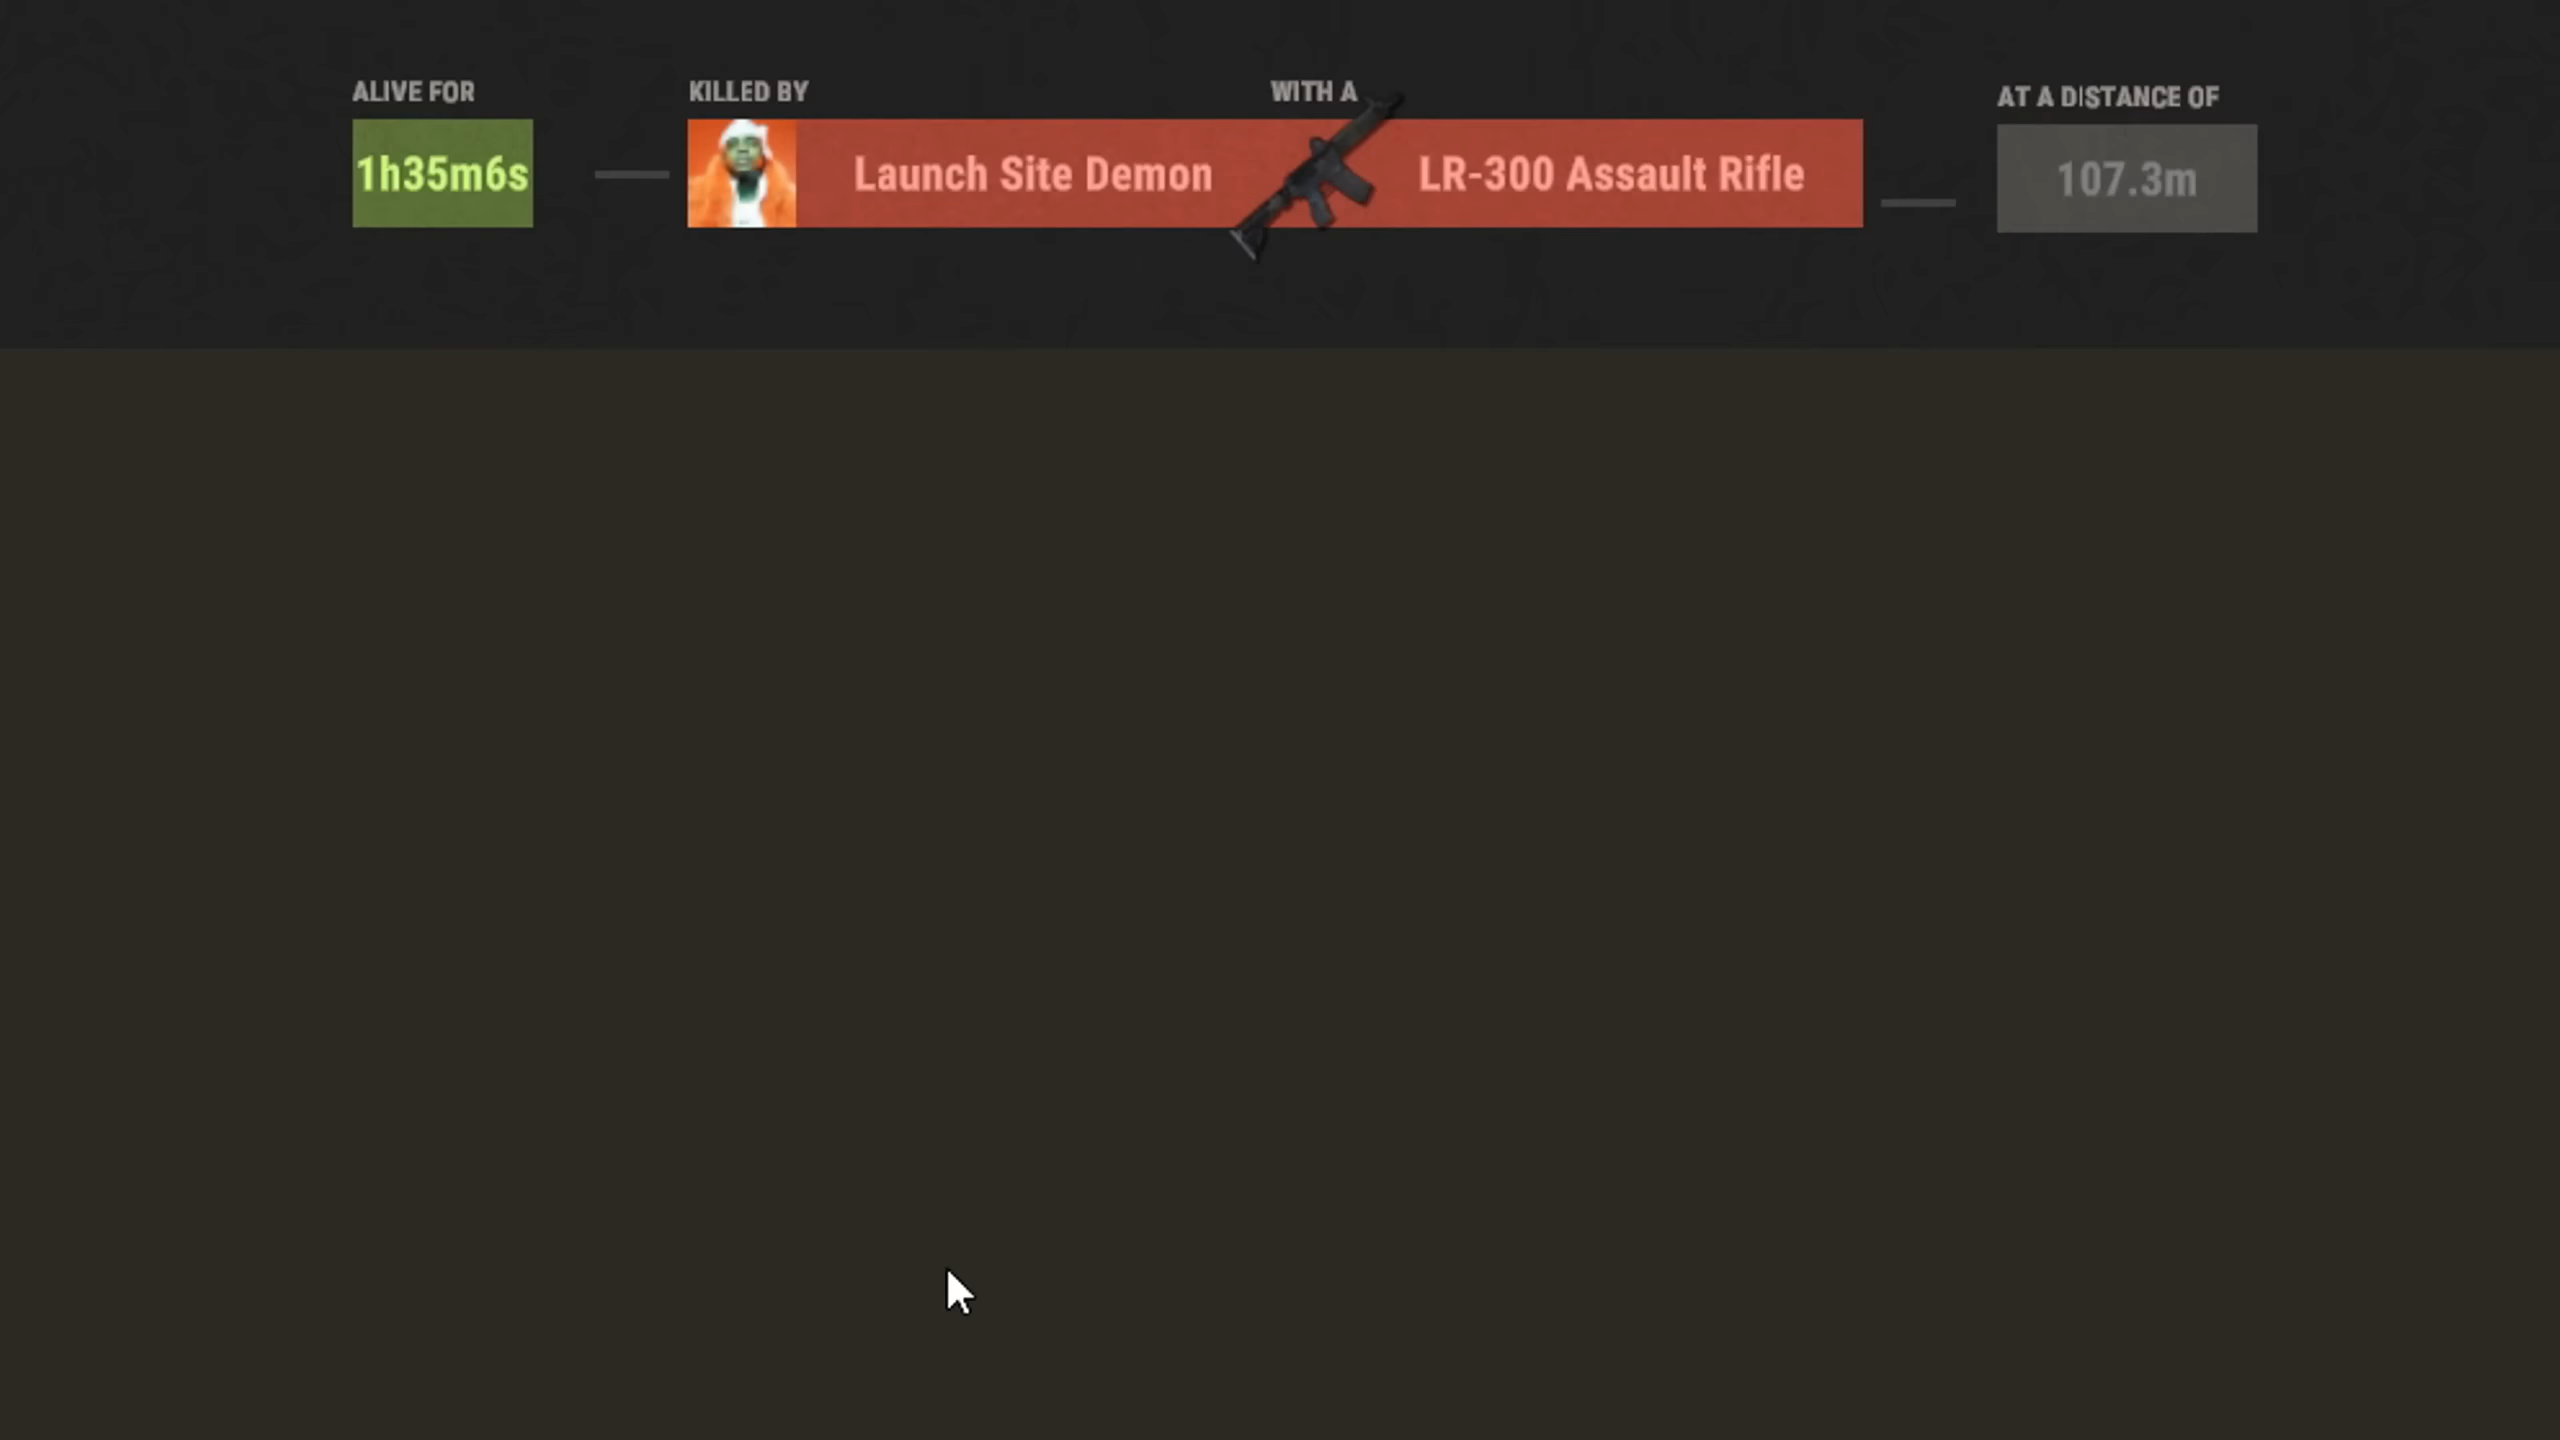 ALIVE FOR
1h35m6s
KILLED BY
Launch Site Demon
WITH A
LR-300 Assault Rifle
AT A DISTANCE OF
107.3m